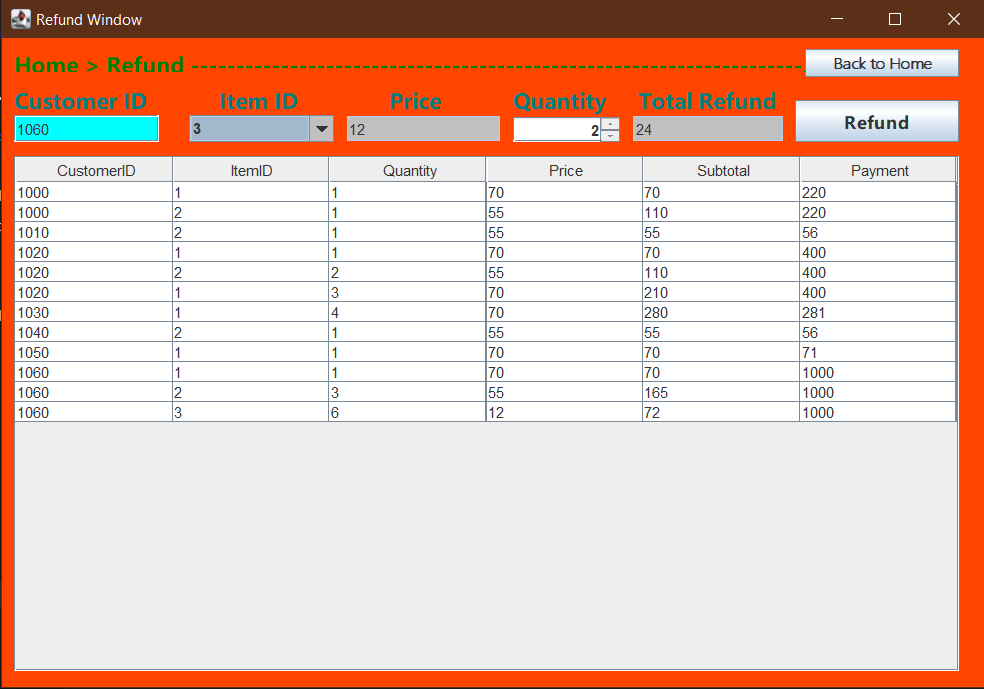 Refund Window
Home > Refund ---------------------------------------------------------------- Back to Home
Customer ID Item ID Price Quantity Total Refund
1060 3 12 2 24 Refund
CustomerID ItemID Quantity Price Subtotal Payment
1000 1 1 70 70 220
1000 2 1 55 110 220
1010 2 1 55 55 56
1020 1 1 70 70 400
1020 2 2 55 110 400
1020 1 3 70 210 400
1030 1 4 70 280 281
1040 2 1 55 55 56
1050 1 1 70 70 71
1060 1 1 70 70 1000
1060 2 3 55 165 1000
1060 3 6 12 72 1000